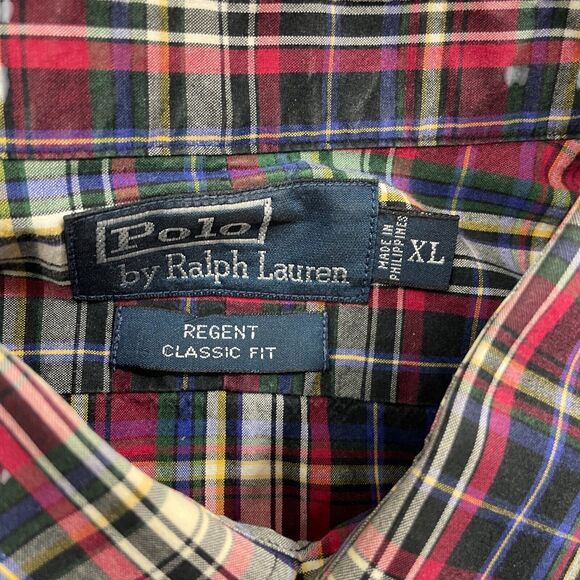 Polo
by Ralph Lauren
MADE IN
PHILIPPINES
XL
REGENT
CLASSIC FIT